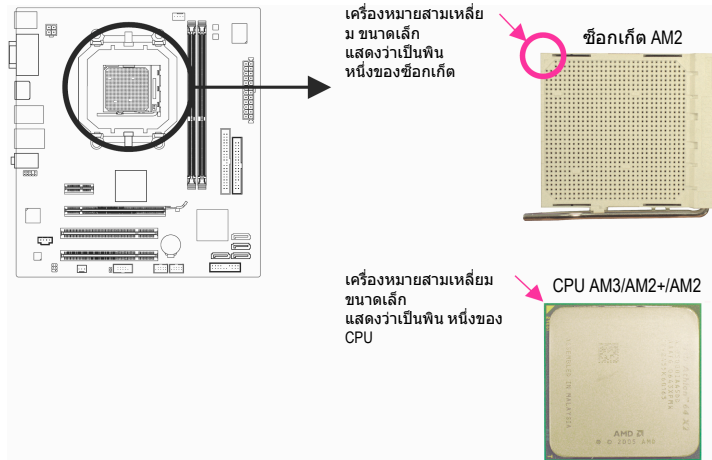 เครื่องหมายสามเหลี่ย
ม ขนาดเล็ก
แสดงว่าเป็นพิน
หนึ่งของซ็อกเก็ต
ซ็อกเก็ต AM2
เครื่องหมายสามเหลี่ยม
ขนาดเล็ก
แสดงว่าเป็นพิน หนึ่งของ
CPU
CPU AM3/AM2+/AM2
AMD
© 2005 AMD